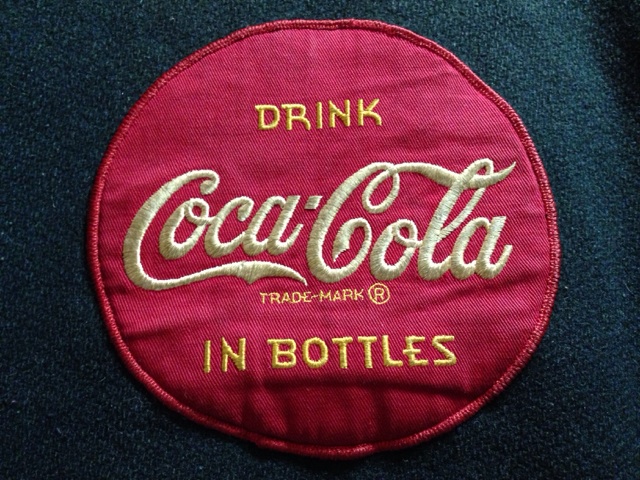 DRINK
Coca-Cola
TRADE-MARK ®
IN BOTTLES